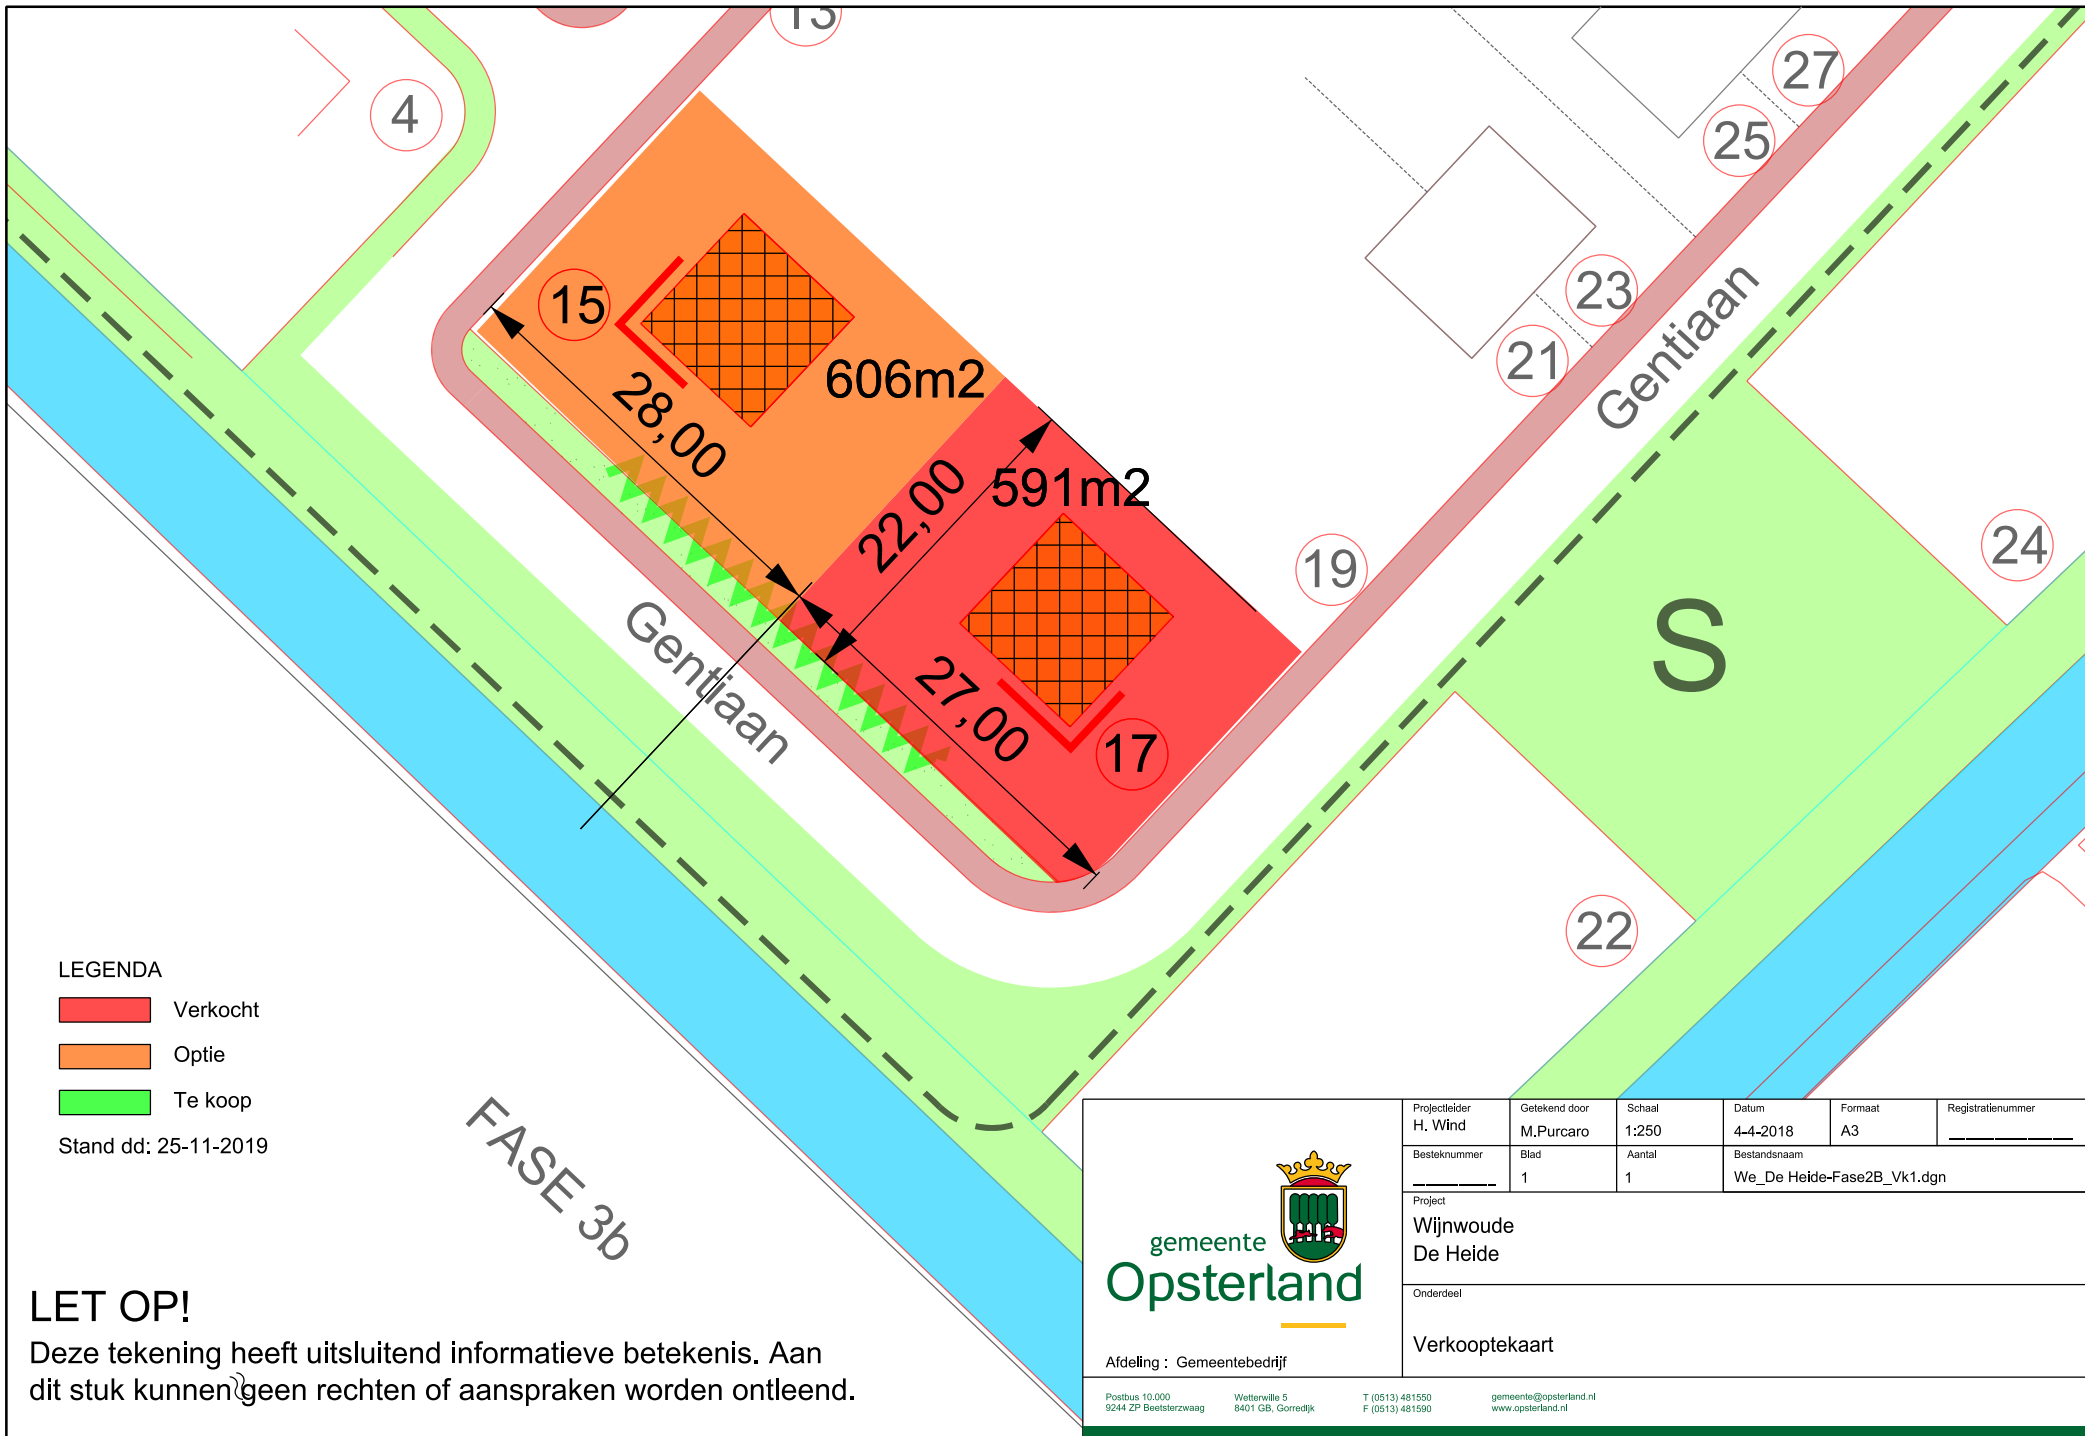 13
4
27
25
15
23
21
Gentiaan
606m2
28,00
22,00
591m2
19
24
S
Gentiaan
27,00
17
22
LEGENDA
Verkocht
Optie
Te koop
Stand dd: 25-11-2019
FASE 3b
LET OP!
Deze tekening heeft uitsluitend informatieve betekenis. Aan
dit stuk kunnen geen rechten of aanspraken worden ontleend.
gemeente
Opsterland
Afdeling : Gemeentebedrijf
Projectleider
H. Wind
Getekend door
M.Purcaro
Schaal
1:250
Datum
4-4-2018
Formaat
A3
Registratienummer
__________
Besteknummer
__________
Blad
1
Aantal
1
Bestandsnaam
We_De Heide-Fase2B_Vk1.dgn
Project
Wijnwoude
De Heide
Onderdeel
Verkooptekaart
Postbus 10.000
9244 ZP Beetsterzwaag
Wetterwille 5
8401 GB, Gorredijk
T (0513) 481550
F (0513) 481590
gemeente@opsterland.nl
www.opsterland.nl